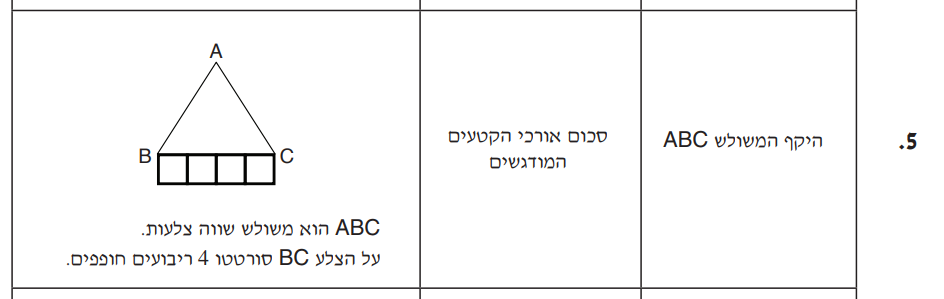 5.
היקף המשולש ABC
סכום אורכי הקטעים
המודגשים
A
B
C
ABC הוא משולש שווה צלעות.
על הצלע BC סורטטו 4 ריבועים חופפים.